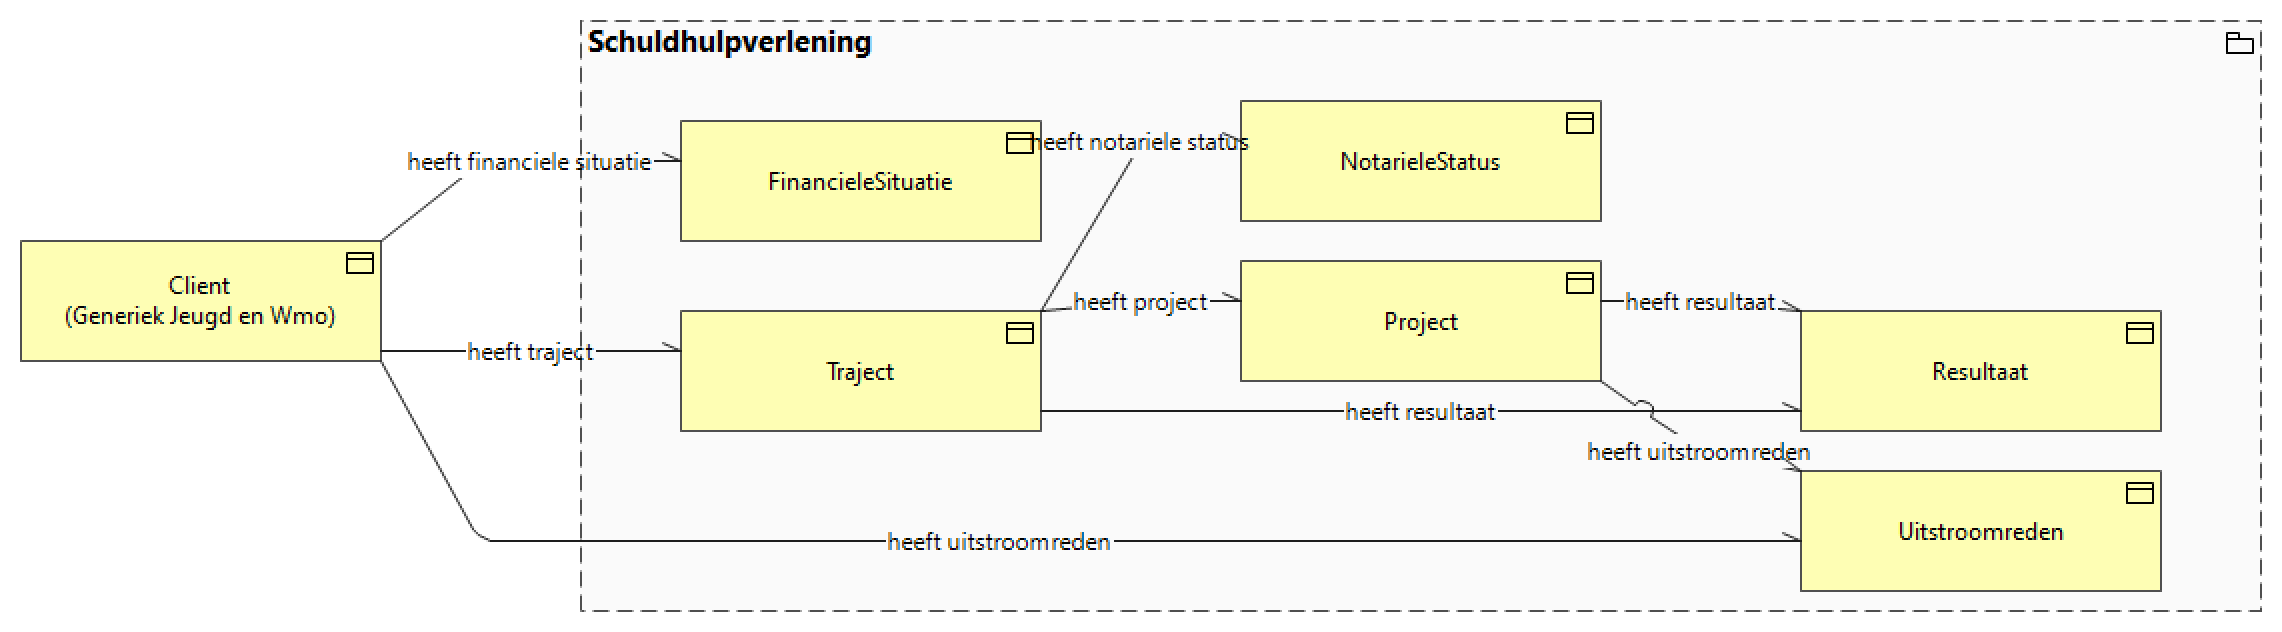 Schuldhulpverlening
heeft financiele situatie
FinancieleSituatie
heeft notariele status
NotarieleStatus
Client
(Generiek Jeugd en Wmo)
heeft traject
Traject
heeft project
Project
heeft resultaat
Resultaat
heeft resultaat
heeft uitstroomreden
Uitstroomreden
heeft uitstroomreden